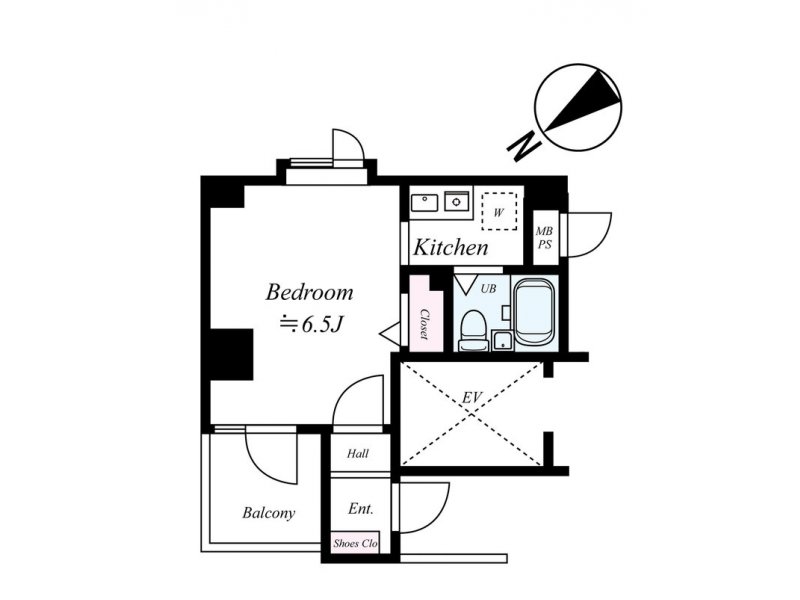 N
W
Kitchen
MB
PS
Bedroom
≒6.5J
UB
Closet
EV
Hall
Ent.
Balcony
Shoes Clo